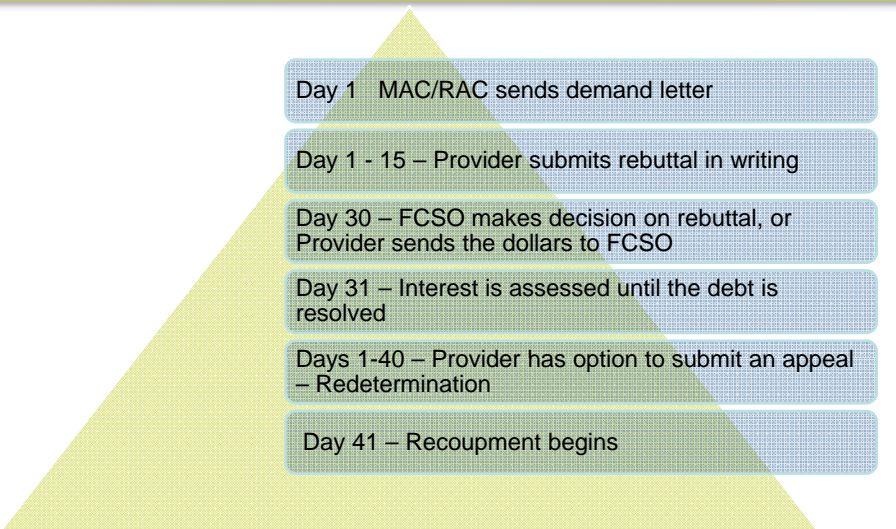 Day 1   MAC/RAC sends demand letter
Day 1 - 15 – Provider submits rebuttal in writing
Day 30 – FCSO makes decision on rebuttal, or
Provider sends the dollars to FCSO
Day 31 – Interest is assessed until the debt is
resolved
Days 1-40 – Provider has option to submit an appeal
– Redetermination
Day 41 – Recoupment begins